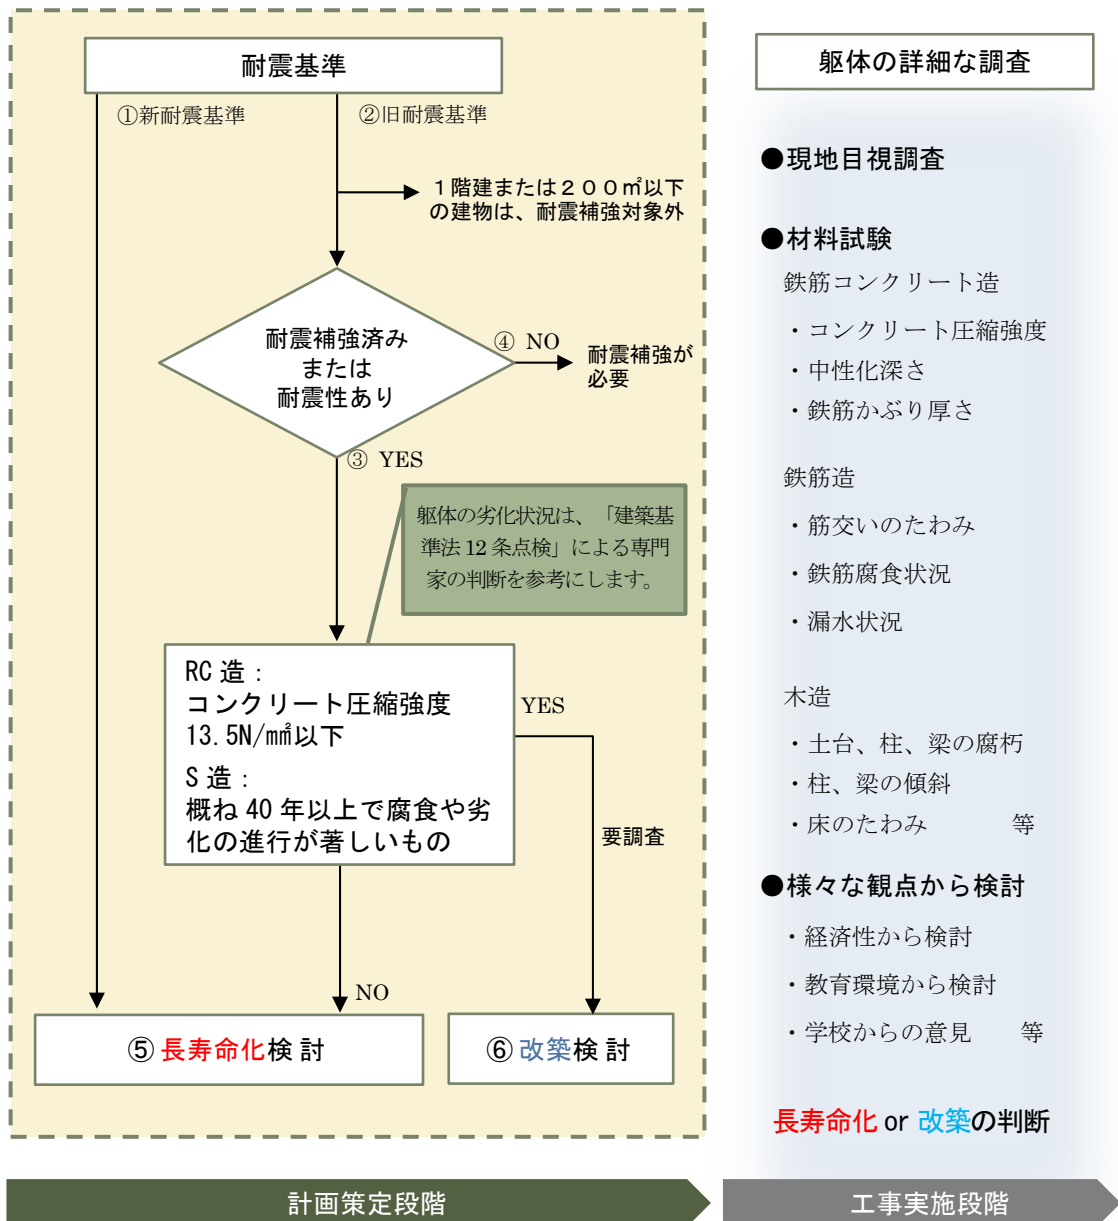 耐震基準
①新耐震基準
②旧耐震基準
１階建または２００㎡以下
の建物は、耐震補強対象外
耐震補強済み
または
耐震性あり
④ NO
耐震補強が
必要
③ YES
躯体の劣化状況は、「建築基
準法 12 条点検」による専門
家の判断を参考にします。
RC 造：
コンクリート圧縮強度
13.5N/㎟以下
S 造：
概ね 40 年以上で腐食や劣
化の進行が著しいもの
YES
要調査
NO
⑤ 長寿命化検 討
⑥ 改築検 討
計画策定段階
躯体の詳細な調査
●現地目視調査
●材料試験
鉄筋コンクリート造
・コンクリート圧縮強度
・中性化深さ
・鉄筋かぶり厚さ
鉄筋造
・筋交いのたわみ
・鉄筋腐食状況
・漏水状況
木造
・土台、柱、梁の腐朽
・柱、梁の傾斜
・床のたわみ 等
●様々な観点から検討
・経済性から検討
・教育環境から検討
・学校からの意見 等
長寿命化 or 改築の判断
工事実施段階